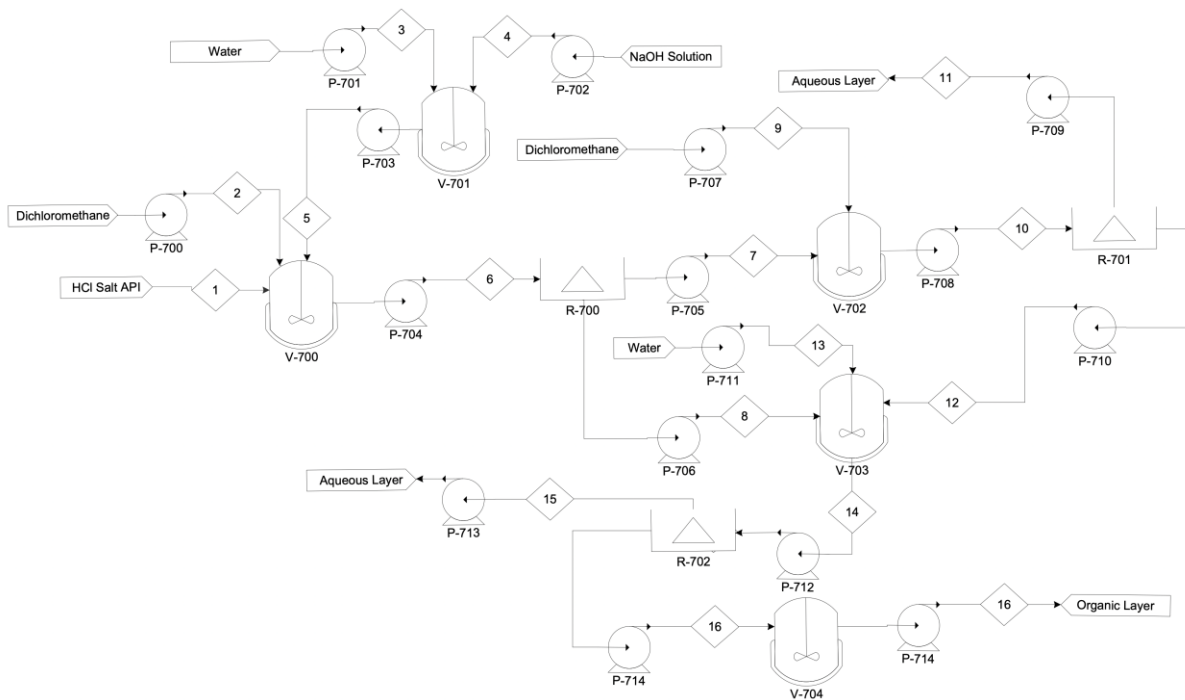 3
4
Water
P-701
P-702
NaOH Solution
11
Aqueous Layer
P-709
9
Dichloromethane
P-707
P-703
V-701
2
Dichloromethane
P-700
5
10
P-708
R-701
7
V-702
6
HCl Salt API
1
P-705
R-700
P-704
V-700
13
Water
P-711
P-710
12
8
P-706
V-703
Aqueous Layer
15
P-713
14
R-702
P-712
16
16
Organic Layer
P-714
P-714
V-704